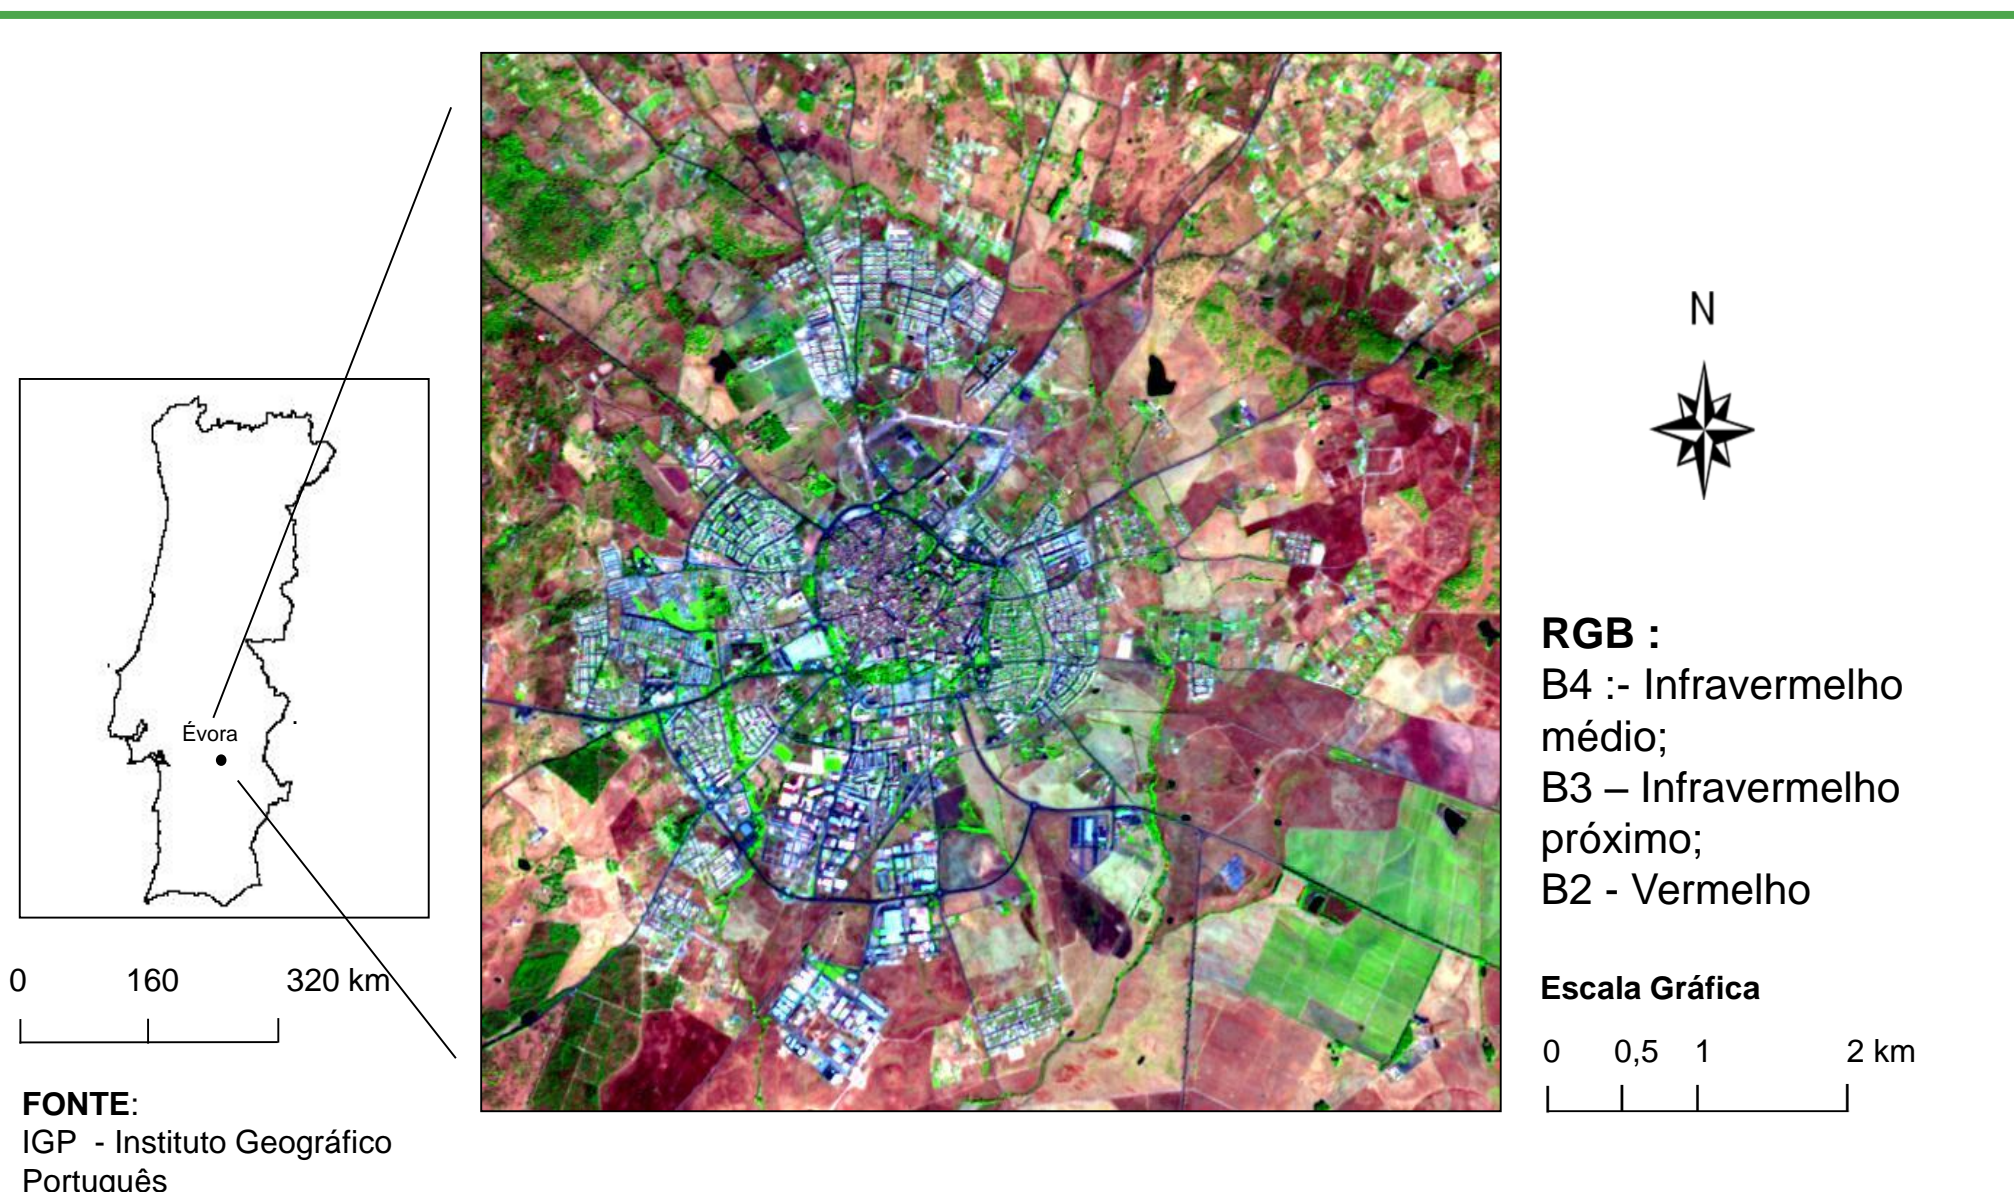 Évora
0 160 320 km
FONTE:
IGP - Instituto Geográfico
Português
N
RGB :
B4 :- Infravermelho
médio;
B3 – Infravermelho
próximo;
B2 - Vermelho
Escala Gráfica
0 0,5 1 2 km